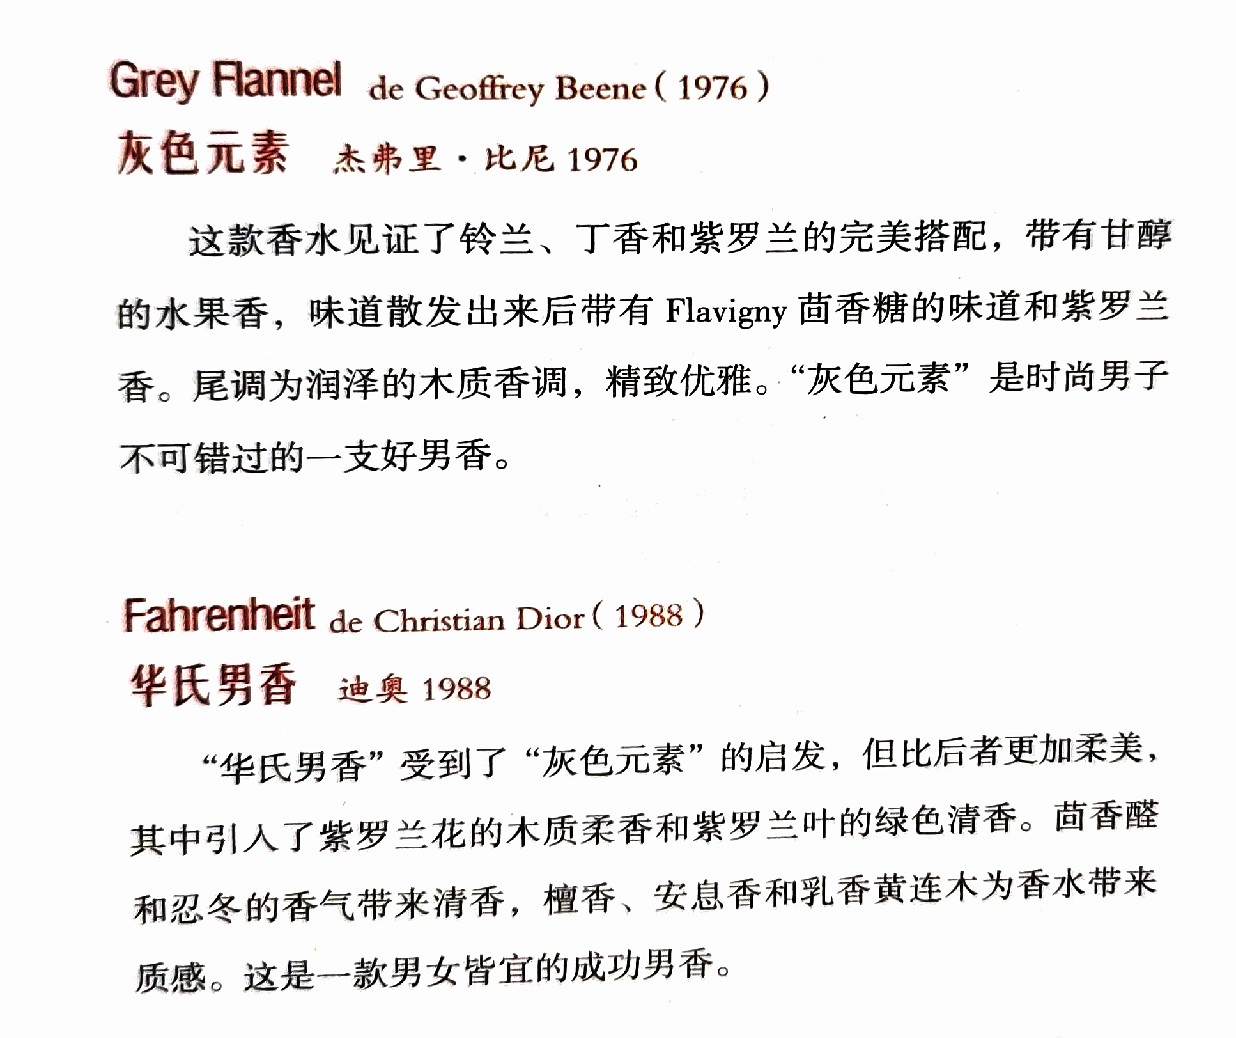 Grey Flannel de Geoffrey Beene ( 1976 )
灰色元素 杰弗里·比尼 1976
这款香水见证了铃兰、丁香和紫罗兰的完美搭配，带有甘醇
的水果香，味道散发出来后带有 Flavigny 茴香糖的味道和紫罗兰
香。尾调为润泽的木质香调，精致优雅。“灰色元素”是时尚男子
不可错过的一支好男香。
Fahrenheit de Christian Dior ( 1988 )
华氏男香 迪奥 1988
“华氏男香”受到了“灰色元素”的启发，但比后者更加柔美，
其中引入了紫罗兰花的木质柔香和紫罗兰叶的绿色清香。茴香醛
和忍冬的香气带来清香，檀香、安息香和乳香黄连木为香水带来
质感。这是一款男女皆宜的成功男香。